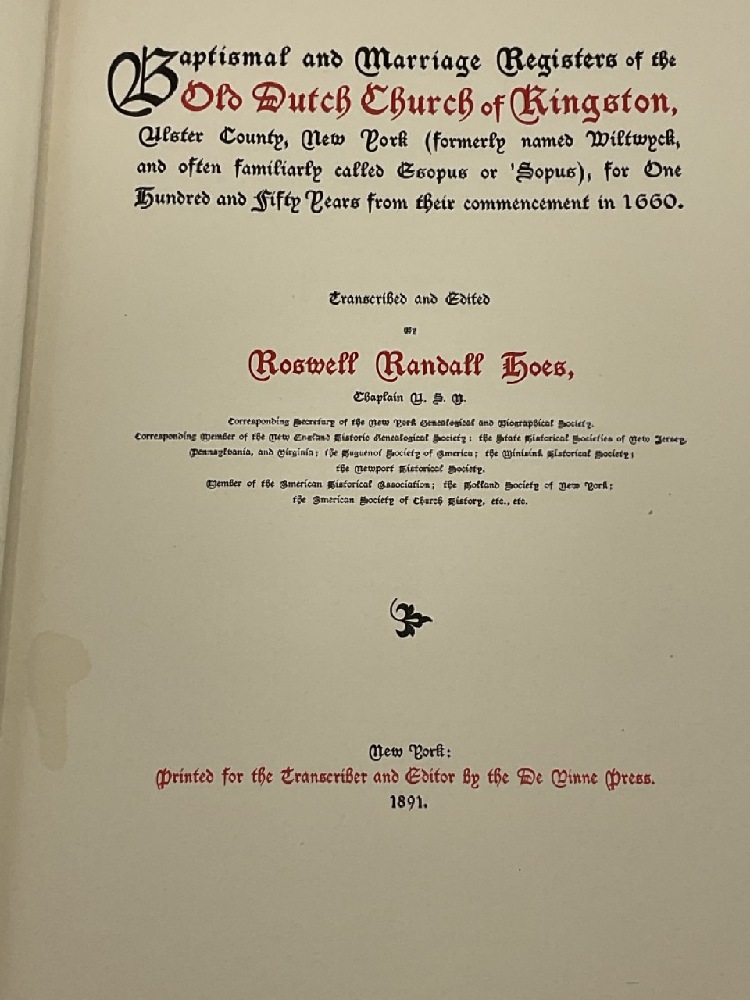 Baptismal and Marriage Registers of the
Old Dutch Church of Kingston,
Ulster County, New York (formerly named Wiltwyck,
and often familiarly called Esopus or 'Sopus), for One
Hundred and Fifty Years from their commencement in 1660.
Transcribed and Edited
BY
Roswell Randall Hoes,
Chaplain U. S. N.
Corresponding Secretary of the New York Genealogical and Biographical Society.
Corresponding Member of the New England Historic Genealogical Society; the State Historical Societies of New Jersey,
Pennsylvania, and Virginia; the Huguenot Society of America; the Minisink Historical Society;
the Newport Historical Society.
Member of the American Historical Association; the Holland Society of New York;
the American Society of Church History, etc., etc.
New York:
Printed for the Transcriber and Editor by the De Vinne Press.
1891.